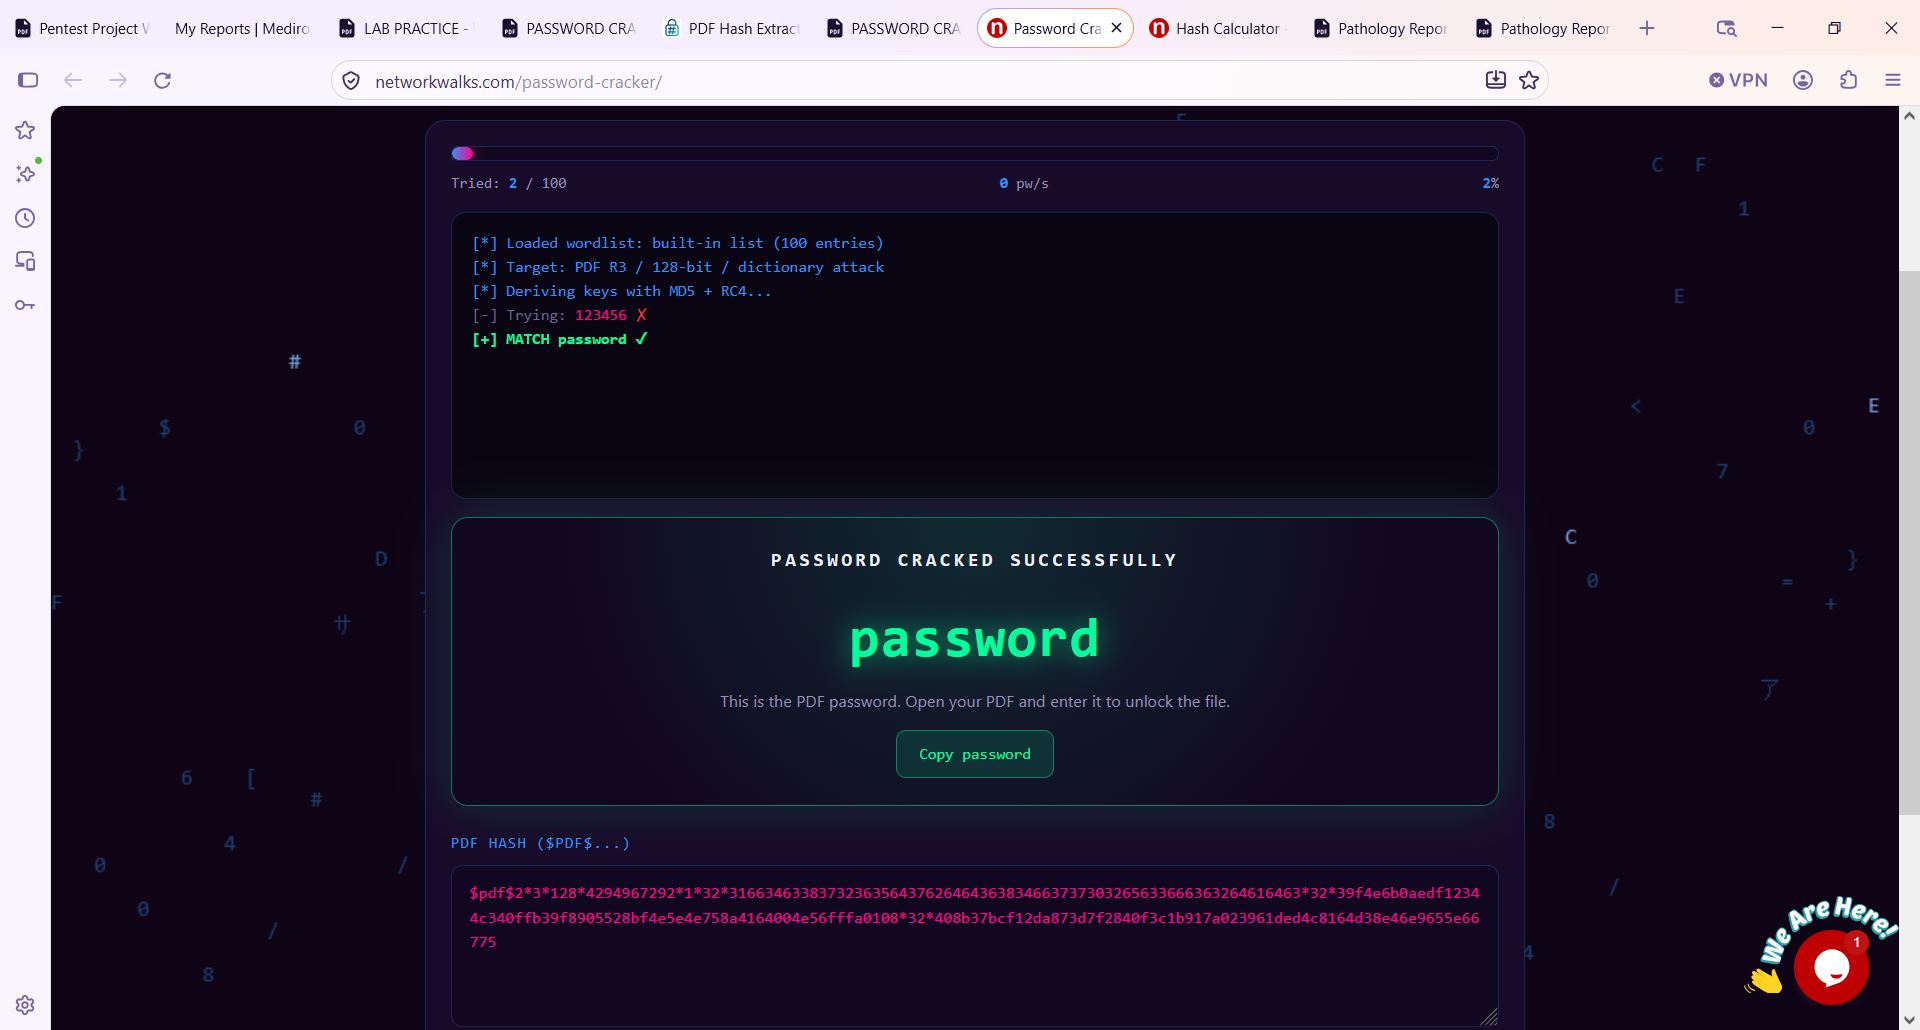 Pentest Project W
My Reports | Mediro
LAB PRACTICE -
PASSWORD CRA
PDF Hash Extrac
PASSWORD CRA
Password Cra
Hash Calculator
Pathology Repor
Pathology Repor
networkwalks.com/password-cracker/
VPN
Tried: 2 / 100
0 pw/s
2%
[*] Loaded wordlist: built-in list (100 entries)
[*] Target: PDF R3 / 128-bit / dictionary attack
[*] Deriving keys with MD5 + RC4...
[-] Trying: 123456 ✗
[+] MATCH password ✓
PASSWORD CRACKED SUCCESSFULLY
password
This is the PDF password. Open your PDF and enter it to unlock the file.
Copy password
PDF HASH ($PDF$...)
$pdf$2*3*128*4294967292*1*32*31663463383732363564376264643638346637373032656336663632646164​63*32*39f4e6b0aedf1234
4c340ffb39f8905528bf4e5e4e758a4164004e56fffa0108*32*408b37bcf12da873d7f2840f3c1b917a023961ded4c8164d38e46e9655e66
775
We Are Here!
1